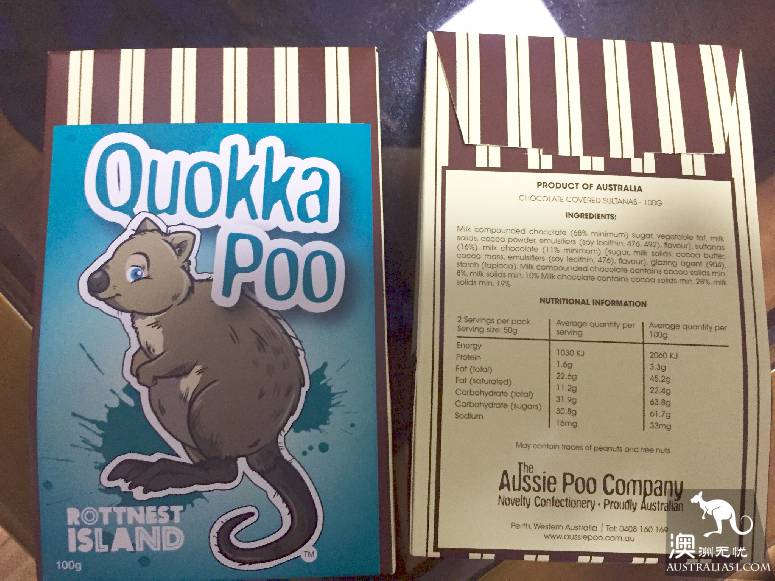 Quokka
Poo
ROTTNEST
ISLAND
TM
100g
PRODUCT OF AUSTRALIA
CHOCOLATE COVERED SULTANAS - 100G
INGREDIENTS:
Milk compounded chocolate (68% minimum) sugar, vegetable fat, milk
solids, cocoa powder, emulsifiers (soy lecithin, 476, 492), flavour), sultanas
(16%), milk chocolate (11% minimum) (sugar, milk solids, cocoa butter,
cocoa mass, emulsifiers (soy lecithin, 476), flavour), glazing agent (904),
starch (tapioca). Milk compounded chocolate contains cocoa solids min
8%, milk solids min. 10% Milk chocolate contains cocoa solids min. 28%, milk
solids min. 19%.
NUTRITIONAL INFORMATION
2 Servings per pack
Serving size: 50g
Average quantity per
serving
Average quantity per
100g
Energy 1030 KJ 2060 KJ
Protein 1.6g 3.3g
Fat (total) 22.6g 45.2g
Fat (saturated) 11.2g 22.4g
Carbohydrate (total) 31.9g 63.8g
Carbohydrate (sugars) 30.8g 61.7g
Sodium 16mg 33mg
May contain traces of peanuts and tree nuts
The
Aussie Poo Company
Novelty Confectionery • Proudly Australian
Perth, Western Australia | Tel: 0408 160 169
www.aussiepoo.com.au
澳洲无忧
AUSTRALIA51.COM